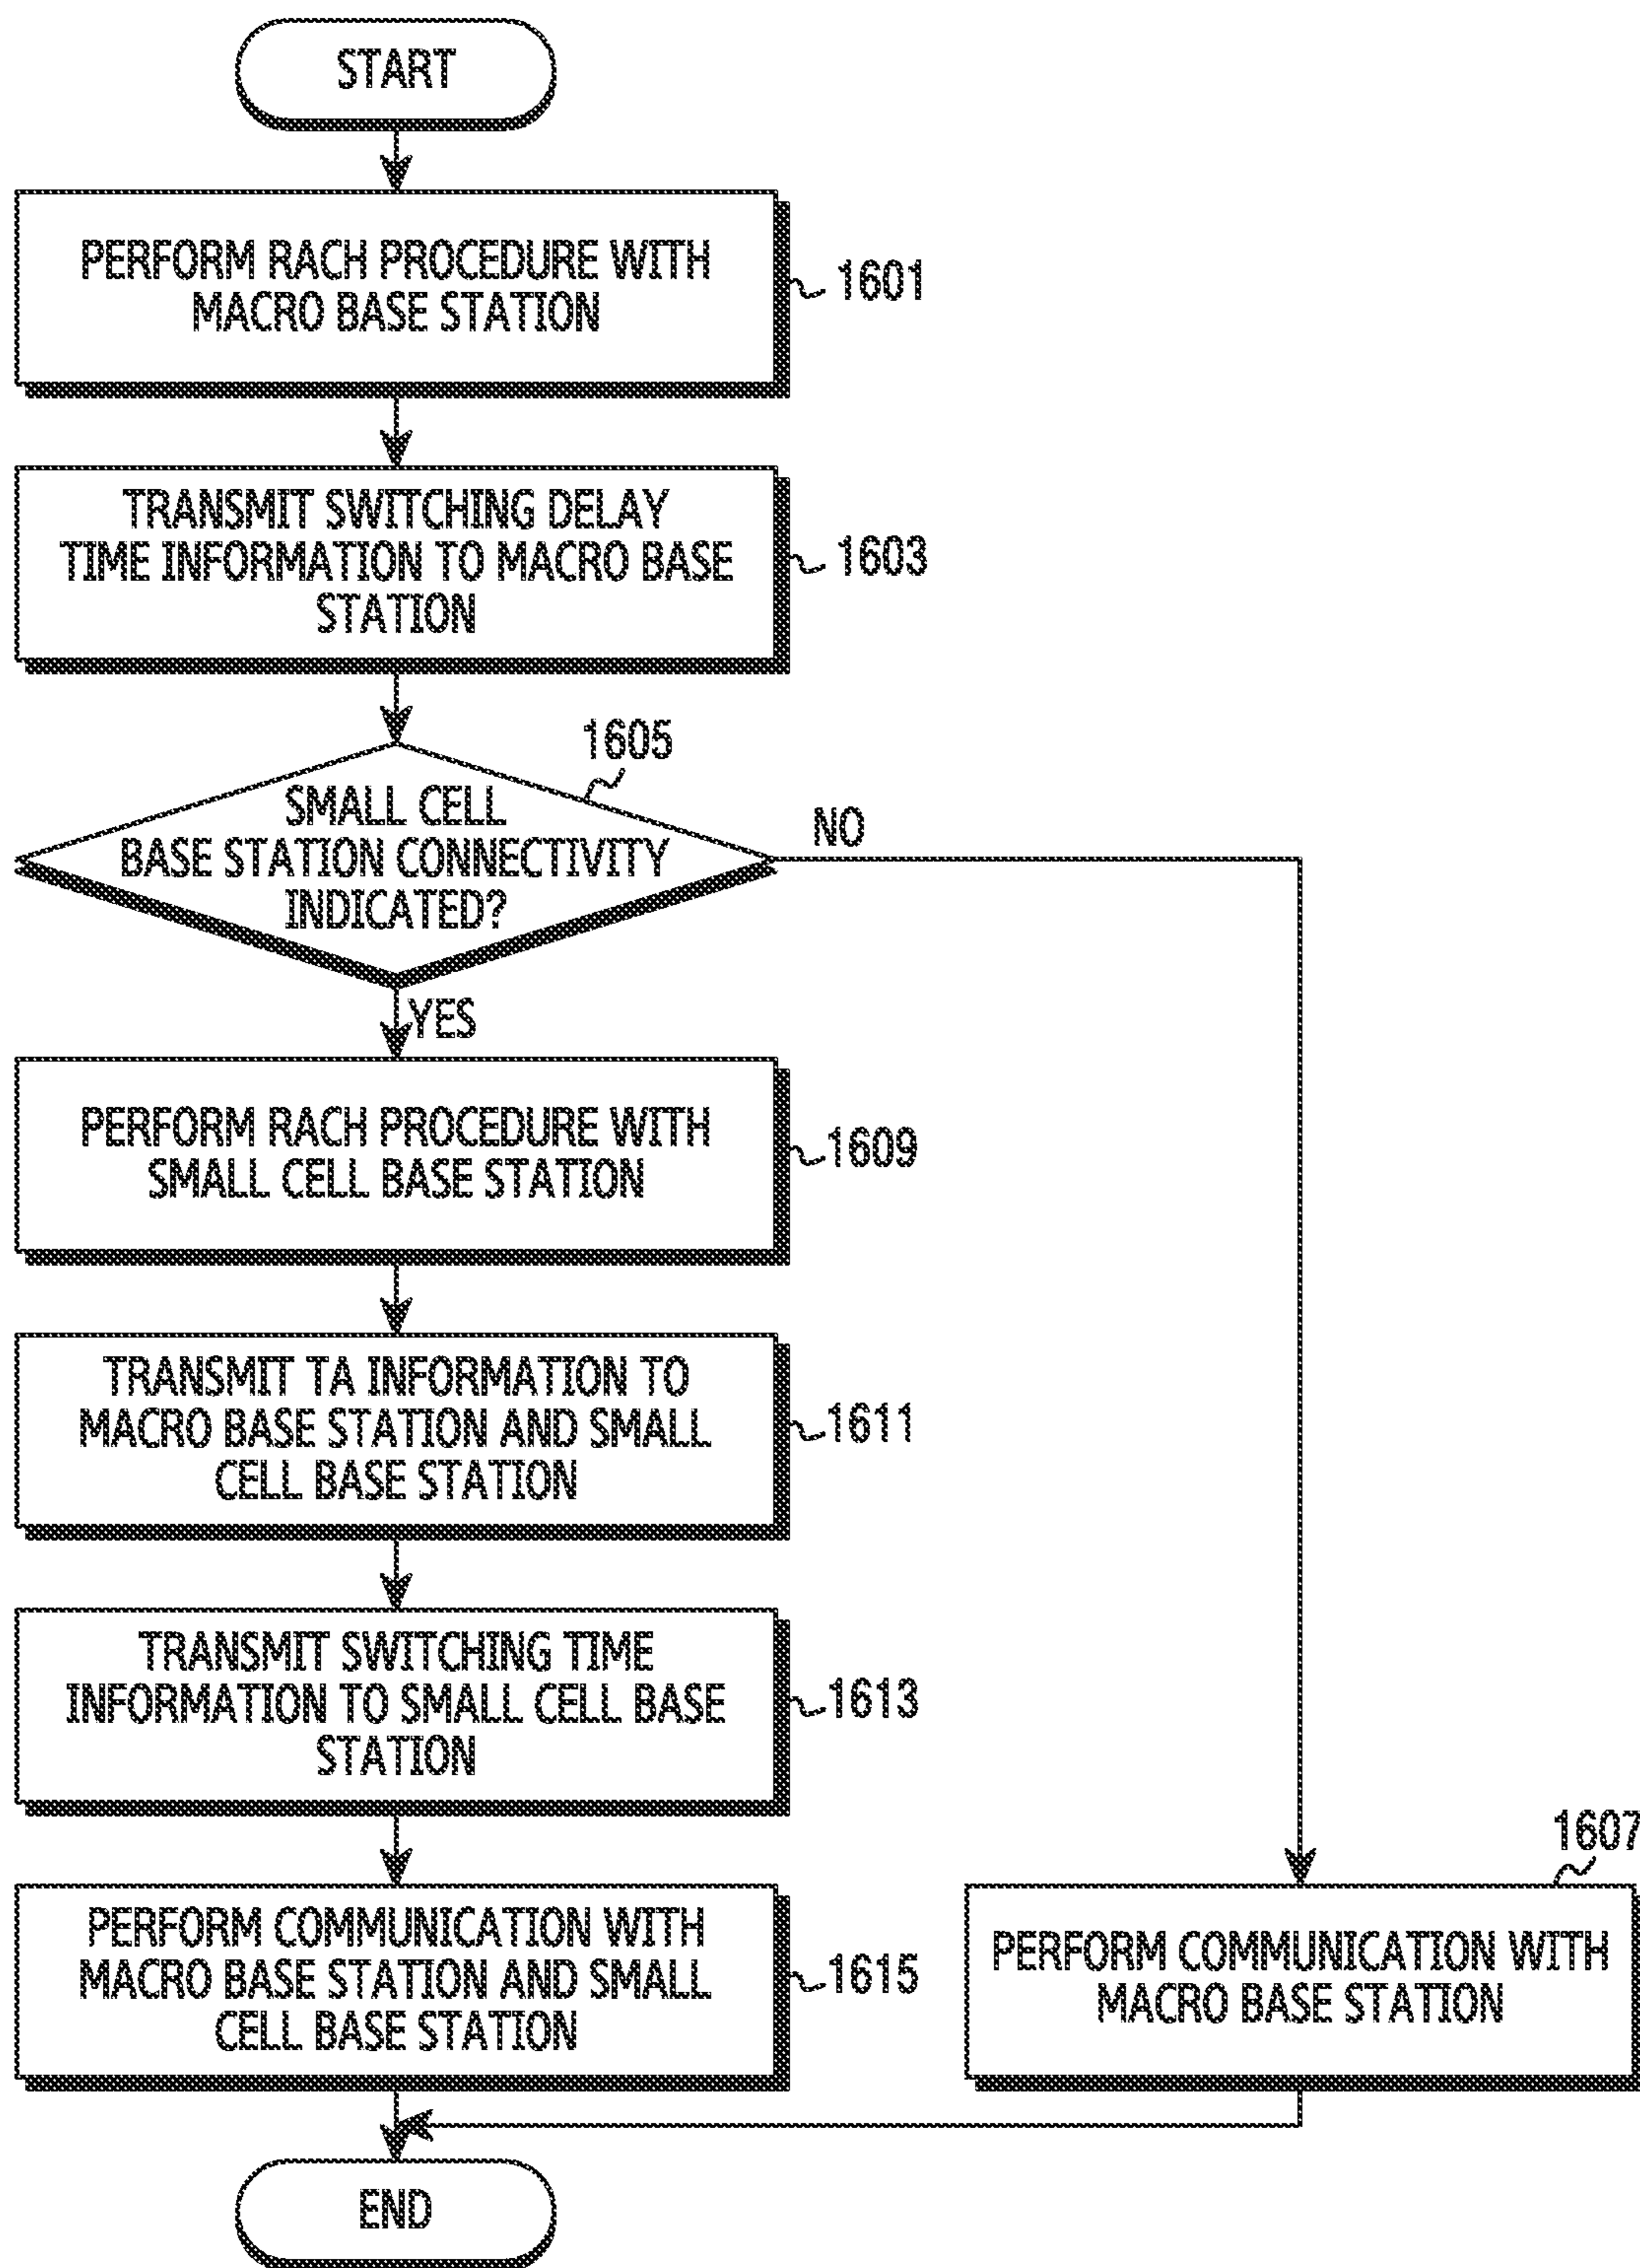 START
PERFORM RACH PROCEDURE WITH
MACRO BASE STATION
1601
TRANSMIT SWITCHING DELAY
TIME INFORMATION TO MACRO BASE
STATION
1603
1605
SMALL CELL
BASE STATION CONNECTIVITY
INDICATED?
NO
YES
PERFORM RACH PROCEDURE WITH
SMALL CELL BASE STATION
1609
TRANSMIT TA INFORMATION TO
MACRO BASE STATION AND SMALL
CELL BASE STATION
1611
TRANSMIT SWITCHING TIME
INFORMATION TO SMALL CELL BASE
STATION
1613
PERFORM COMMUNICATION WITH
MACRO BASE STATION AND SMALL
CELL BASE STATION
1615
1607
PERFORM COMMUNICATION WITH
MACRO BASE STATION
END